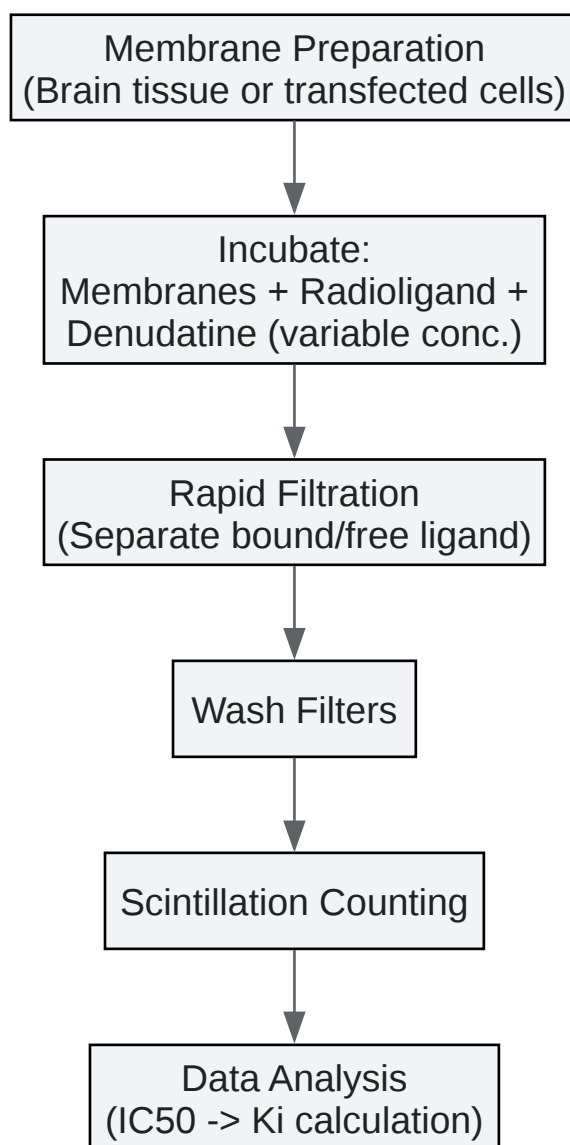 Membrane Preparation
(Brain tissue or transfected cells)
Incubate:
Membranes + Radioligand +
Denudatine (variable conc.)
Rapid Filtration
(Separate bound/free ligand)
Wash Filters
Scintillation Counting
Data Analysis
(IC50 -> Ki calculation)